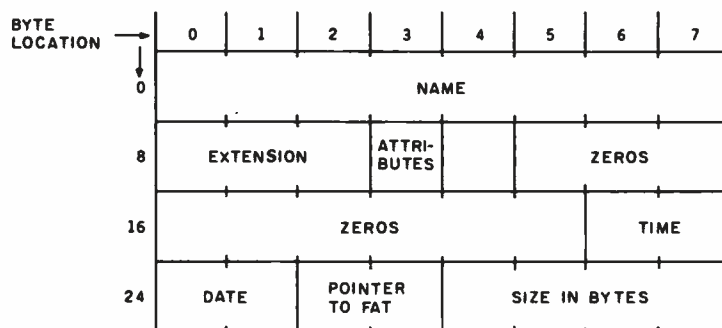 BYTE
LOCATION
0 1 2 3 4 5 6 7
0 NAME
8 EXTENSION ATTRI-
BUTES ZEROS
16 ZEROS TIME
24 DATE POINTER
TO FAT SIZE IN BYTES